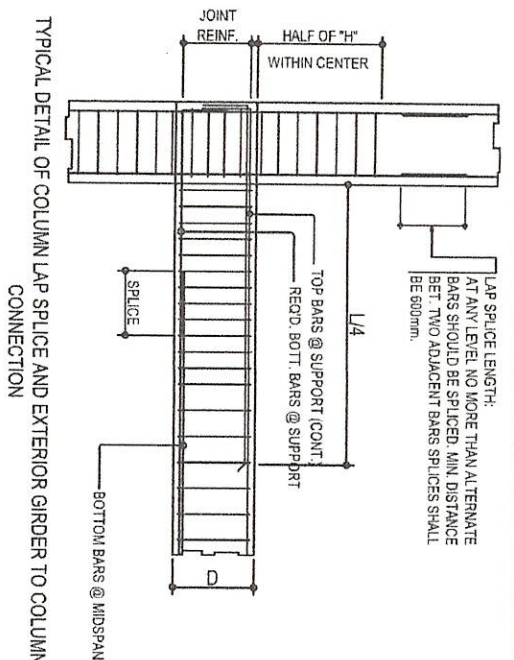 JOINT
REINF.
HALF OF "H"
WITHIN CENTER
LAP SPLICE LENGTH:
AT ANY LEVEL NO MORE THAN ALTERNATE
BARS SHOULD BE SPLICED. MIN. DISTANCE
BET. TWO ADJACENT BARS SPLICES SHALL
BE 600mm.
L/4
TOP BARS @ SUPPORT (CONT.)
REQ'D. BOTT. BARS @ SUPPORT
SPLICE
BOTTOM BARS @ MIDSPAN
D
TYPICAL DETAIL OF COLUMN LAP SPLICE AND EXTERIOR GIRDER TO COLUMN
CONNECTION